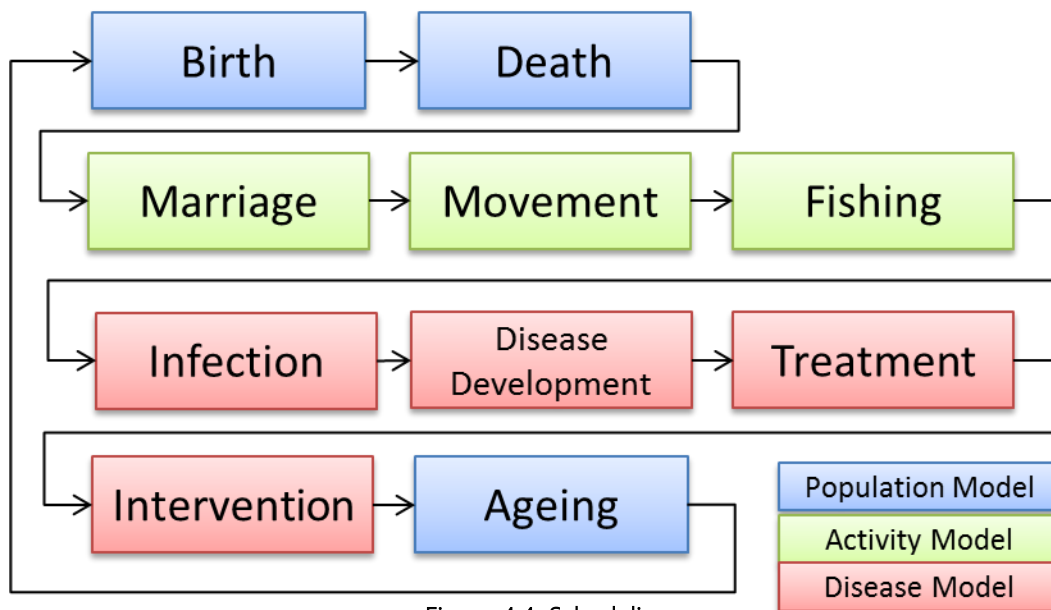 Birth
Death
Marriage
Movement
Fishing
Infection
Disease
Development
Treatment
Intervention
Ageing
Population Model
Activity Model
Disease Model